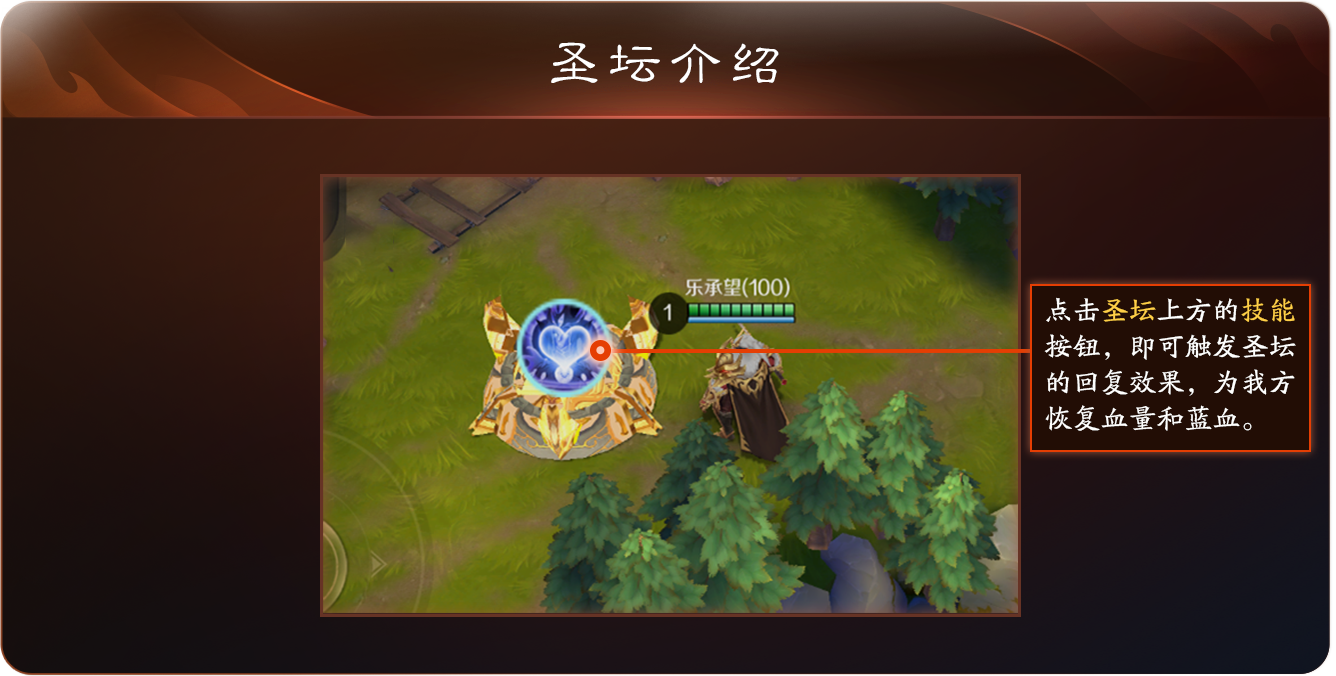 圣坛介绍
乐承望(100)
1
点击圣坛上方的技能
按钮，即可触发圣坛
的回复效果，为我方
恢复血量和蓝血。